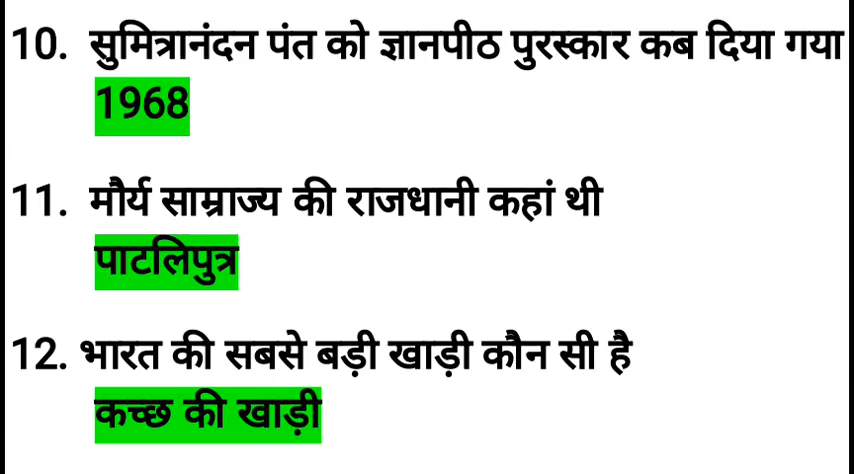 10. सुमित्रानंदन पंत को ज्ञानपीठ पुरस्कार कब दिया गया
1968
11. मौर्य साम्राज्य की राजधानी कहां थी
पाटलिपुत्र
12. भारत की सबसे बड़ी खाड़ी कौन सी है
कच्छ की खाड़ी